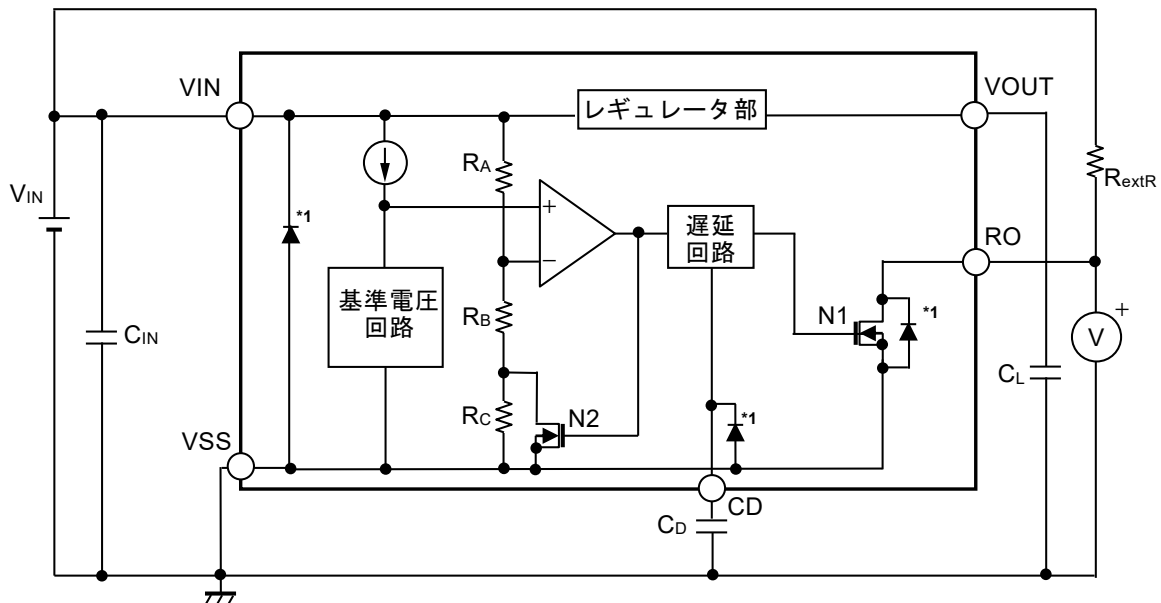 VIN
VOUT
レギュレータ部
RA
RextR
VIN
*1
+
遅延
回路
RO
−
基準電圧
回路
N1
*1
+
CIN
RB
V
CL
RC
N2
*1
VSS
CD
CD